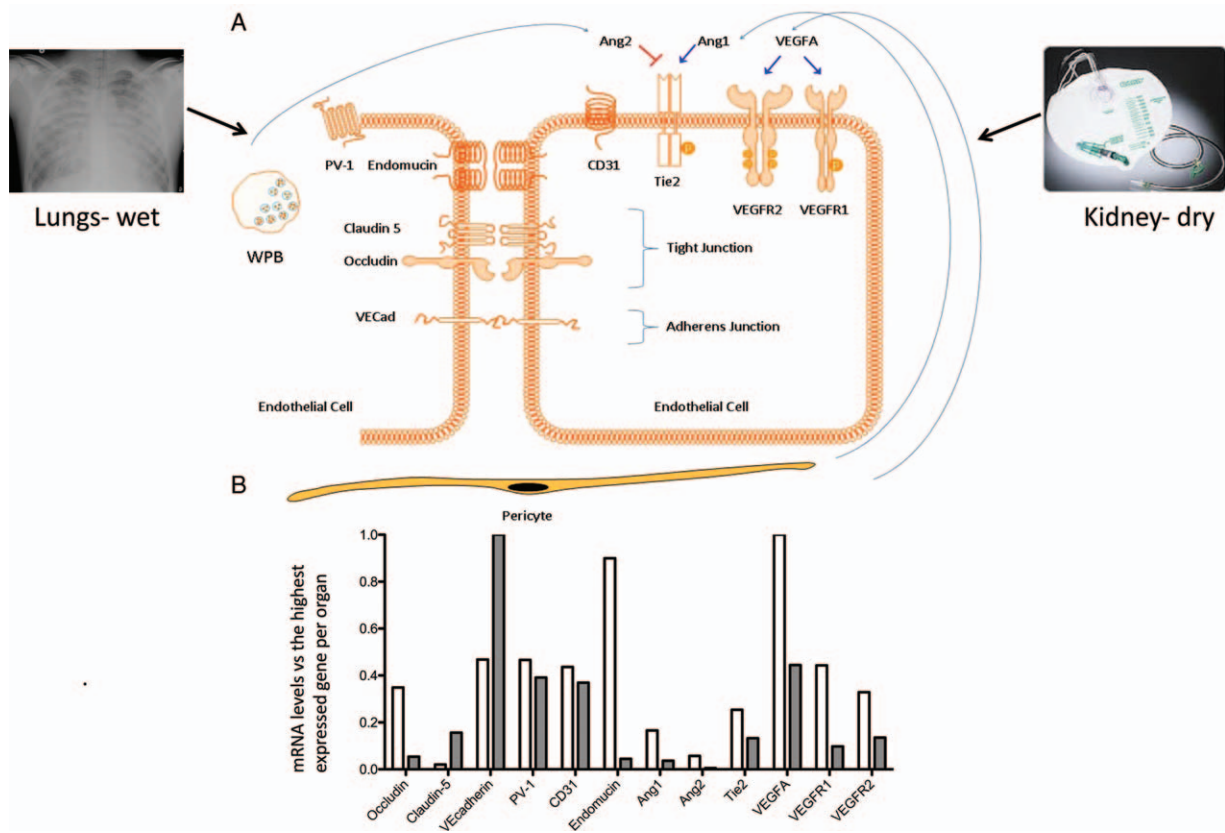 A
Ang2
Ang1
VEGFA
PV-1
Endomucin
CD31
Tie2
P
VEGFR2
VEGFR1
P
Lungs- wet
WPB
Kidney- dry
Claudin 5
Occludin
Tight Junction
VECad
Adherens Junction
Endothelial Cell
Endothelial Cell
B
Pericyte
mRNA levels vs the highest
expressed gene per organ
1.0
0.8
0.6
0.4
0.2
0.0
Occludin
Claudin-5
VEcadherin
PV-1
CD31
Endomucin
Ang1
Ang2
Tie2
VEGFA
VEGFR1
VEGFR2